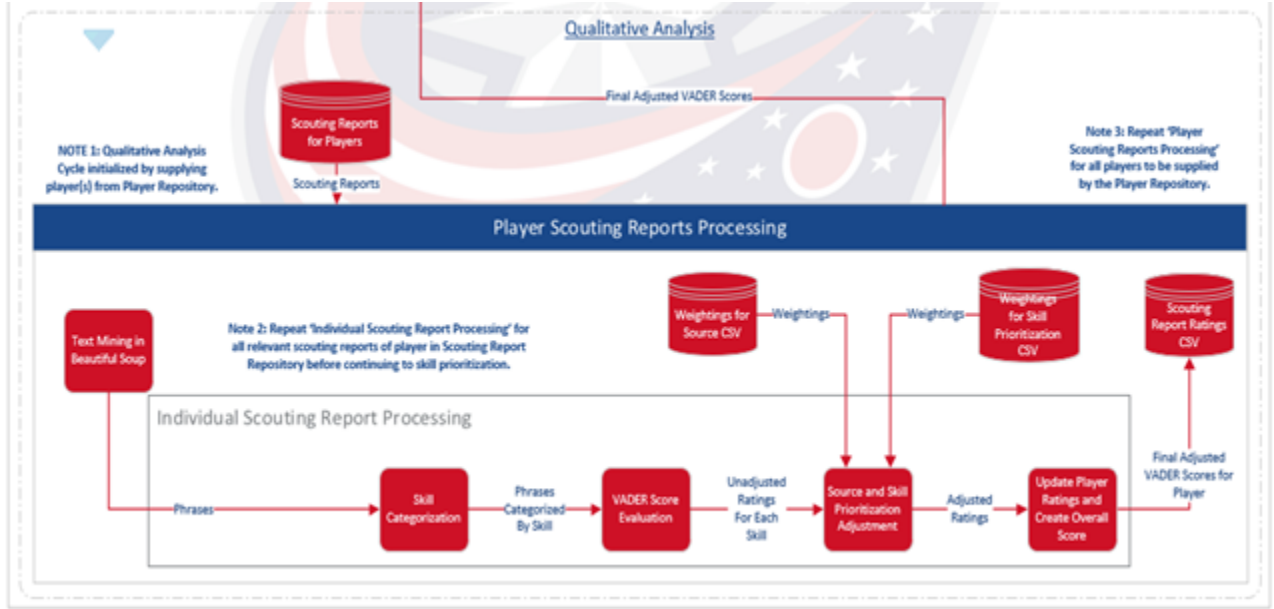 Qualitative Analysis
Final Adjusted VADER Scores
Scouting Reports
for Players
NOTE 1: Qualitative Analysis
Cycle initialized by supplying
player(s) from Player Repository.
Note 3: Repeat ‘Player
Scouting Reports Processing’
for all players to be supplied
by the Player Repository.
Scouting Reports
Player Scouting Reports Processing
Text Mining in
Beautiful Soup
Note 2: Repeat ‘Individual Scouting Report Processing’ for
all relevant scouting reports of player in Scouting Report
Repository before continuing to skill prioritization.
Weightings for
Source CSV
Weightings
Weightings
Weightings
for Skill
Prioritization
CSV
Scouting
Report Ratings
CSV
Individual Scouting Report Processing
Phrases
Skill
Categorization
Phrases
Categorized
By Skill
VADER Score
Evaluation
Unadjusted
Ratings
For Each
Skill
Source and Skill
Prioritization
Adjustment
Adjusted
Ratings
Update Player
Ratings and
Create Overall
Score
Final Adjusted
VADER Scores for
Player